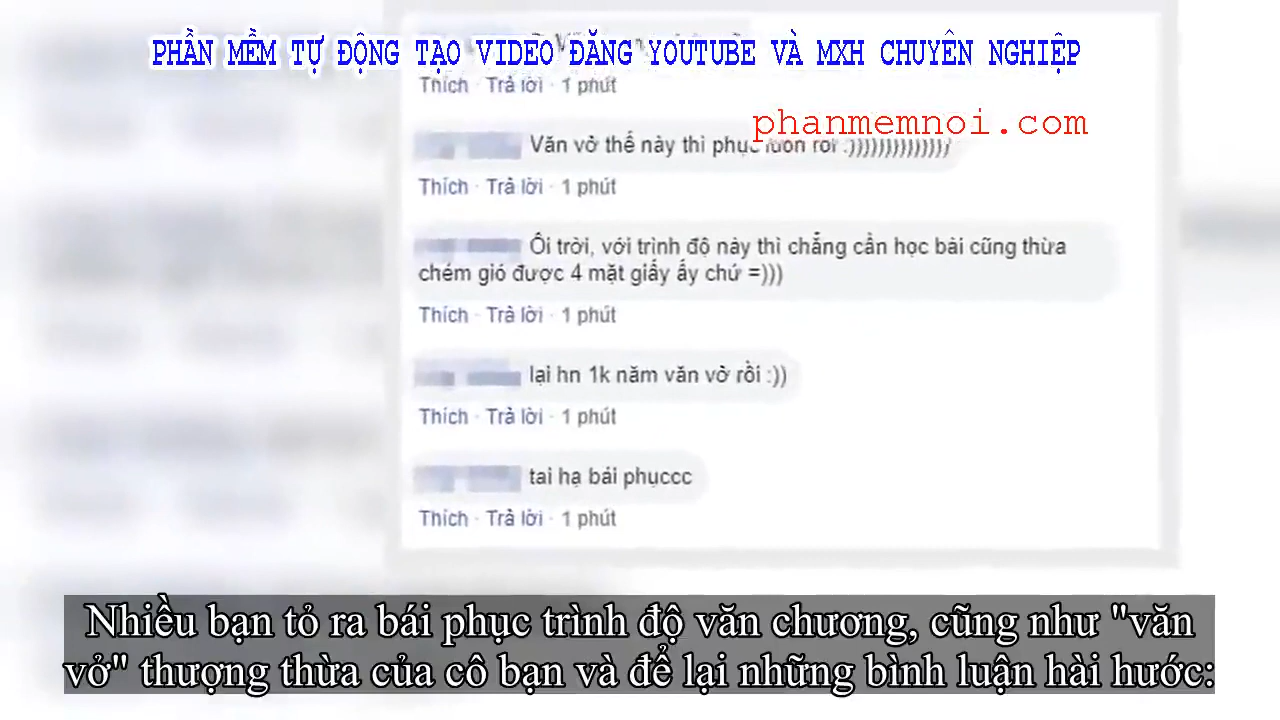 PHẦN MỀM TỰ ĐỘNG TẠO VIDEO ĐĂNG YOUTUBE VÀ MXH CHUYÊN NGHIỆP
Thích · Trả lời · 1 phút
phanmemnoi.com
Văn vở thế này thì phục luôn rồi :))))))))))))))))
Thích · Trả lời · 1 phút
Ôi trời, với trình độ này thì chẳng cần học bài cũng thừa
chém gió được 4 mặt giấy ấy chứ =)))
Thích · Trả lời · 1 phút
lại hn 1k năm văn vở rồi :))
Thích · Trả lời · 1 phút
tai hạ bái phụccc
Thích · Trả lời · 1 phút
Nhiều bạn tỏ ra bái phục trình độ văn chương, cũng như "văn
vở" thượng thừa của cô bạn và để lại những bình luận hài hước: